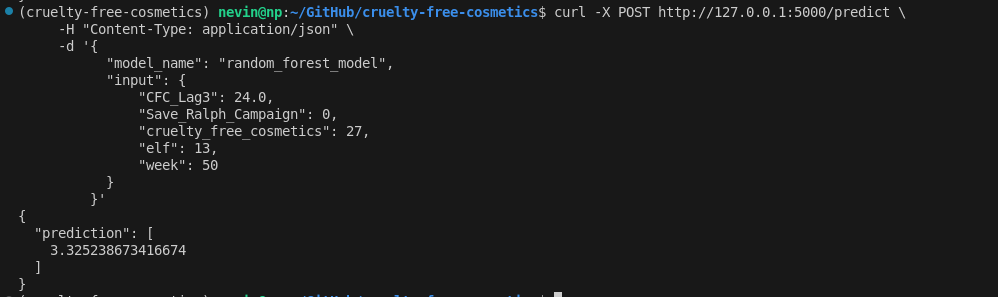 (cruelty-free-cosmetics) nevin@np:~/GitHub/cruelty-free-cosmetics$ curl -X POST http://127.0.0.1:5000/predict \
     -H "Content-Type: application/json" \
     -d '{
           "model_name": "random_forest_model",
           "input": {
               "CFC_Lag3": 24.0,
               "Save_Ralph_Campaign": 0,
               "cruelty_free_cosmetics": 27,
               "elf": 13,
               "week": 50
           }
         }'
{
  "prediction": [
    3.325238673416674
  ]
}